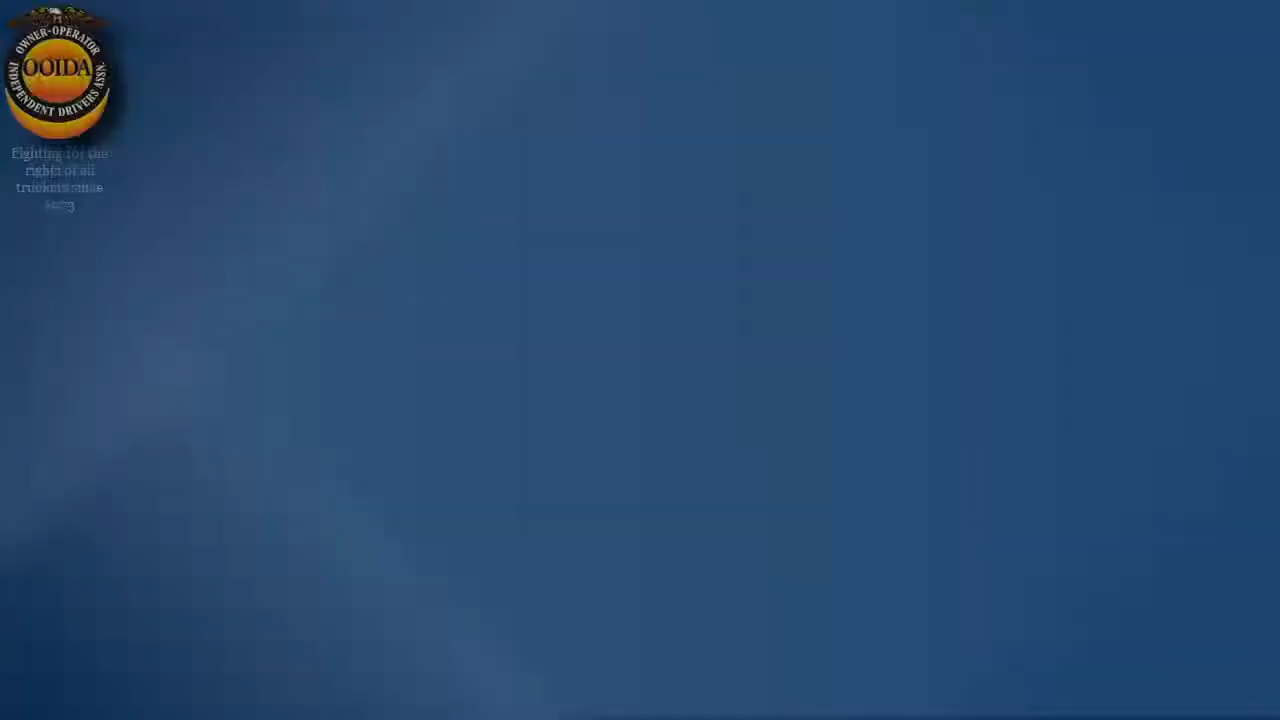 OWNER-OPERATOR
OOIDA
INDEPENDENT DRIVERS ASSN.
Fighting for the
rights of all
truckers since